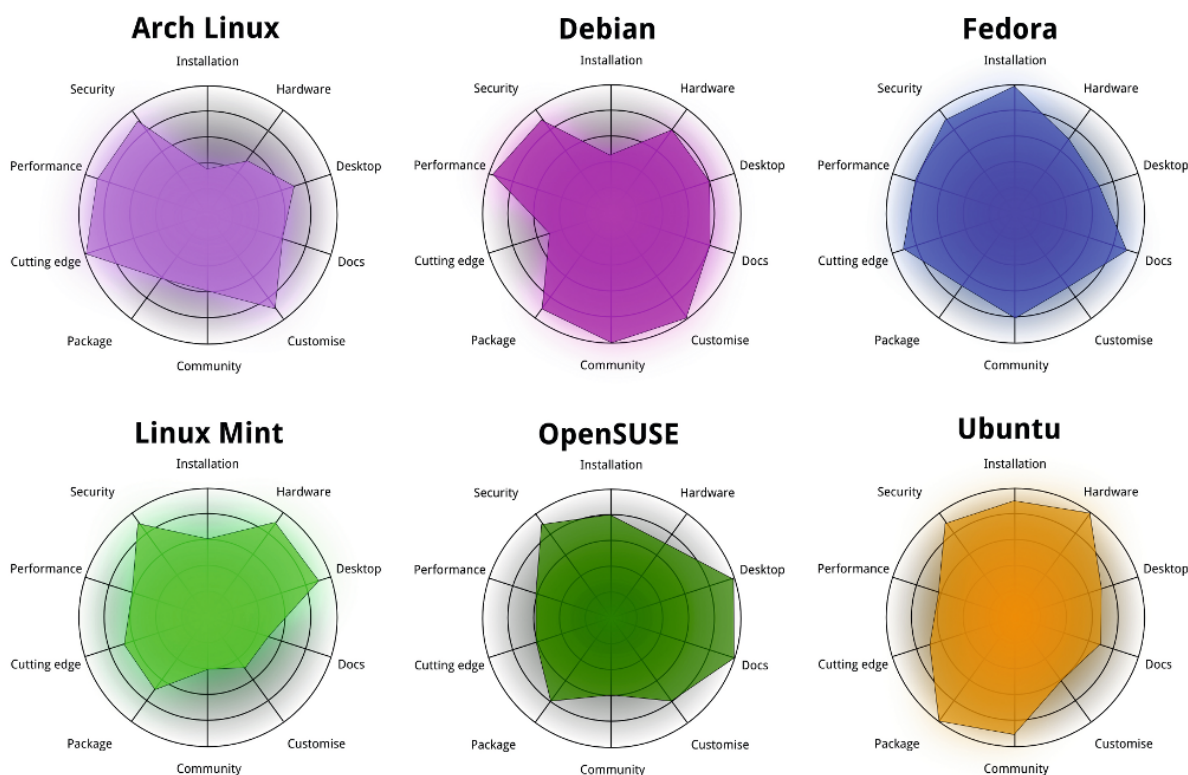 Arch Linux
Installation
Security
Hardware
Performance
Desktop
Cutting edge
Docs
Package
Customise
Community
Debian
Installation
Security
Hardware
Performance
Desktop
Cutting edge
Docs
Package
Customise
Community
Fedora
Installation
Security
Hardware
Performance
Desktop
Cutting edge
Docs
Package
Customise
Community
Linux Mint
Installation
Security
Hardware
Performance
Desktop
Cutting edge
Docs
Package
Customise
Community
OpenSUSE
Installation
Security
Hardware
Performance
Desktop
Cutting edge
Docs
Package
Customise
Community
Ubuntu
Installation
Security
Hardware
Performance
Desktop
Cutting edge
Docs
Package
Customise
Community